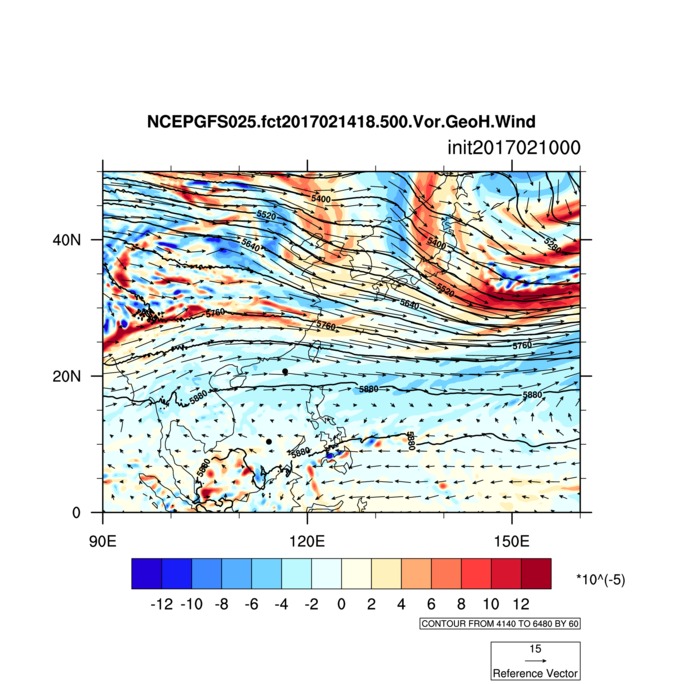 NCEPGFS025.fct2017021418.500.Vor.GeoH.Wind
init2017021000
5400
5520
5640
5400
5280
5520
5640
5760
5760
5760
5880
5880
5880
5880
5880
5880
40N
20N
0
90E 120E 150E
-12 -10 -8 -6 -4 -2 0 2 4 6 8 10 12
*10^(-5)
CONTOUR FROM 4140 TO 6480 BY 60
15
Reference Vector